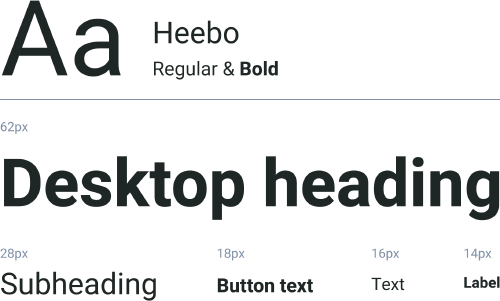 Aa
Heebo
Regular & Bold
62px
Desktop heading
28px 18px 16px 14px
Subheading Button text Text Label